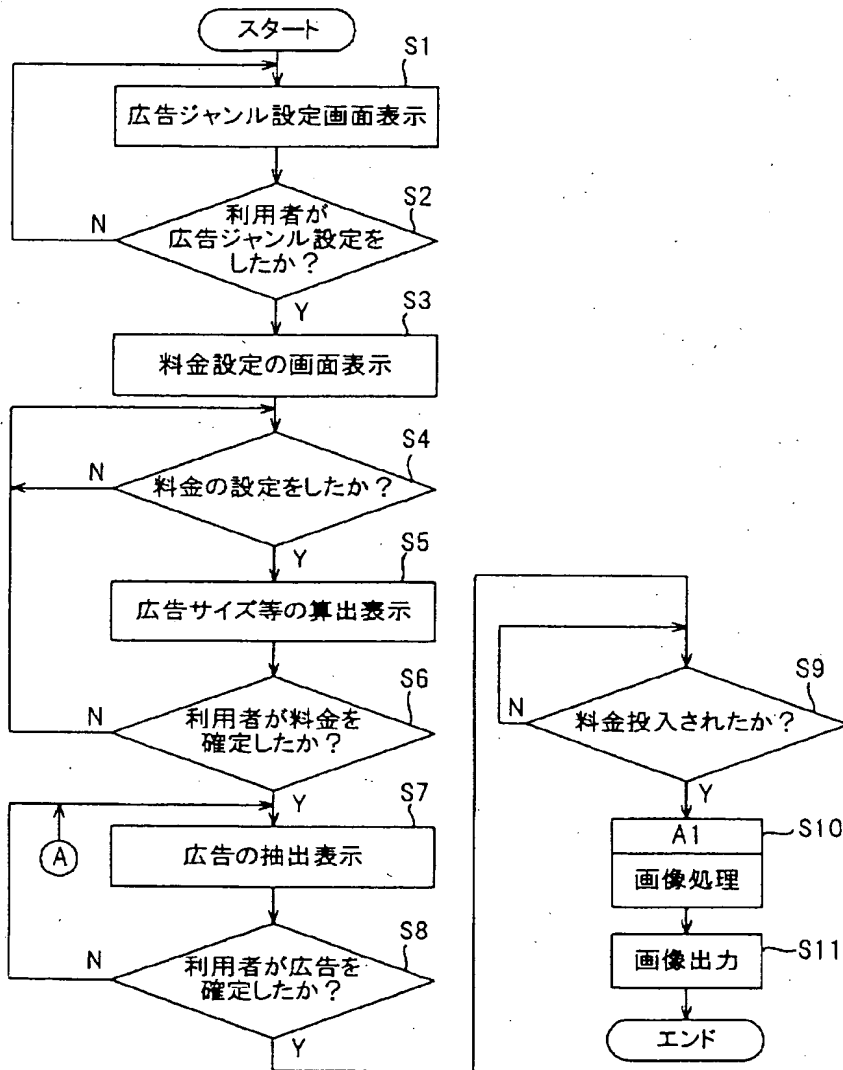 スタート
S1
広告ジャンル設定画面表示
S2
利用者が
広告ジャンル設定を
したか？
N
Y
S3
料金設定の画面表示
S4
料金の設定をしたか？
N
Y
S5
広告サイズ等の算出表示
S6
利用者が料金を
確定したか？
N
Y
S7
A
広告の抽出表示
S8
利用者が広告を
確定したか？
N
Y
S9
料金投入されたか？
N
Y
A1
S10
画像処理
画像出力
S11
エンド